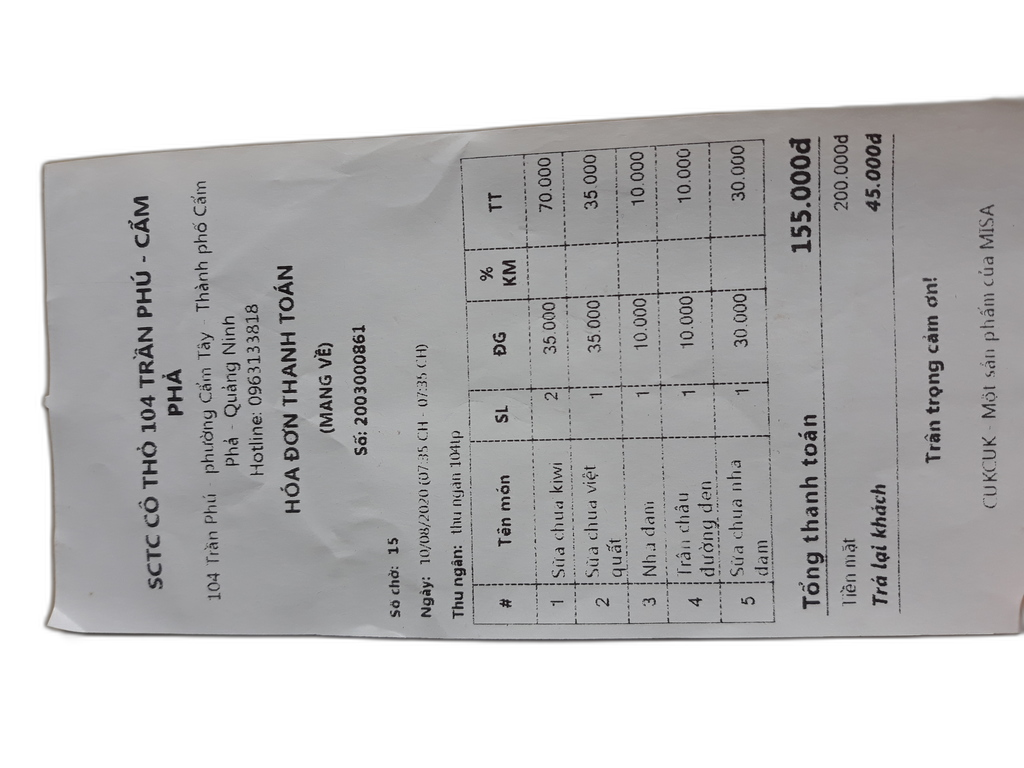 SCTC CÔ THỎ 104 TRẦN PHÚ - CẨM
PHẢ
104 Trần Phú - phường Cẩm Tây - Thành phố Cẩm
Phả - Quảng Ninh
Hotline: 0963133818
HÓA ĐƠN THANH TOÁN
(MANG VỀ)
Số: 2003000861
Số chờ: 15
Ngày: 10/08/2020 (07:35 CH - 07:35 CH)
Thu ngân: thu ngan 104tp
# Tên món SL ĐG % KM TT
1 Sữa chua kiwi 2 35.000 70.000
2 Sữa chua việt 1 35.000 35.000
quất
3 Nha đam 1 10.000 10.000
4 Trân châu 1 10.000 10.000
đường đen
5 Sữa chua nha 1 30.000 30.000
đam
Tổng thanh toán 155.000đ
Tiền mặt 200.000đ
Trả lại khách 45.000đ
Trân trọng cảm ơn!
CUKCUK - Một sản phẩm của MISA